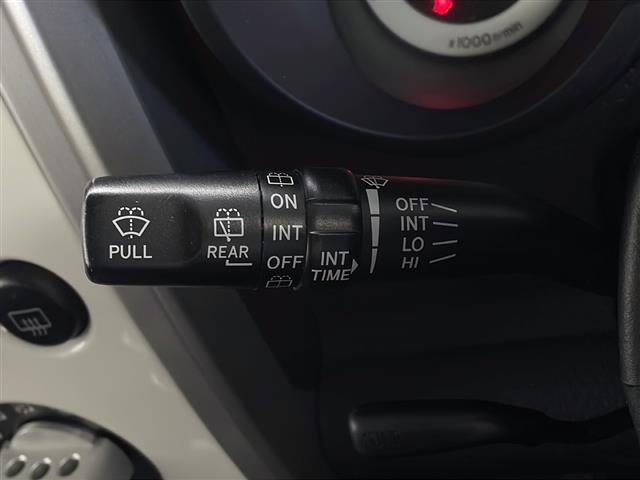 x1000r/min
PULL
REAR
ON
INT
OFF
INT
TIME
OFF
INT
LO
HI